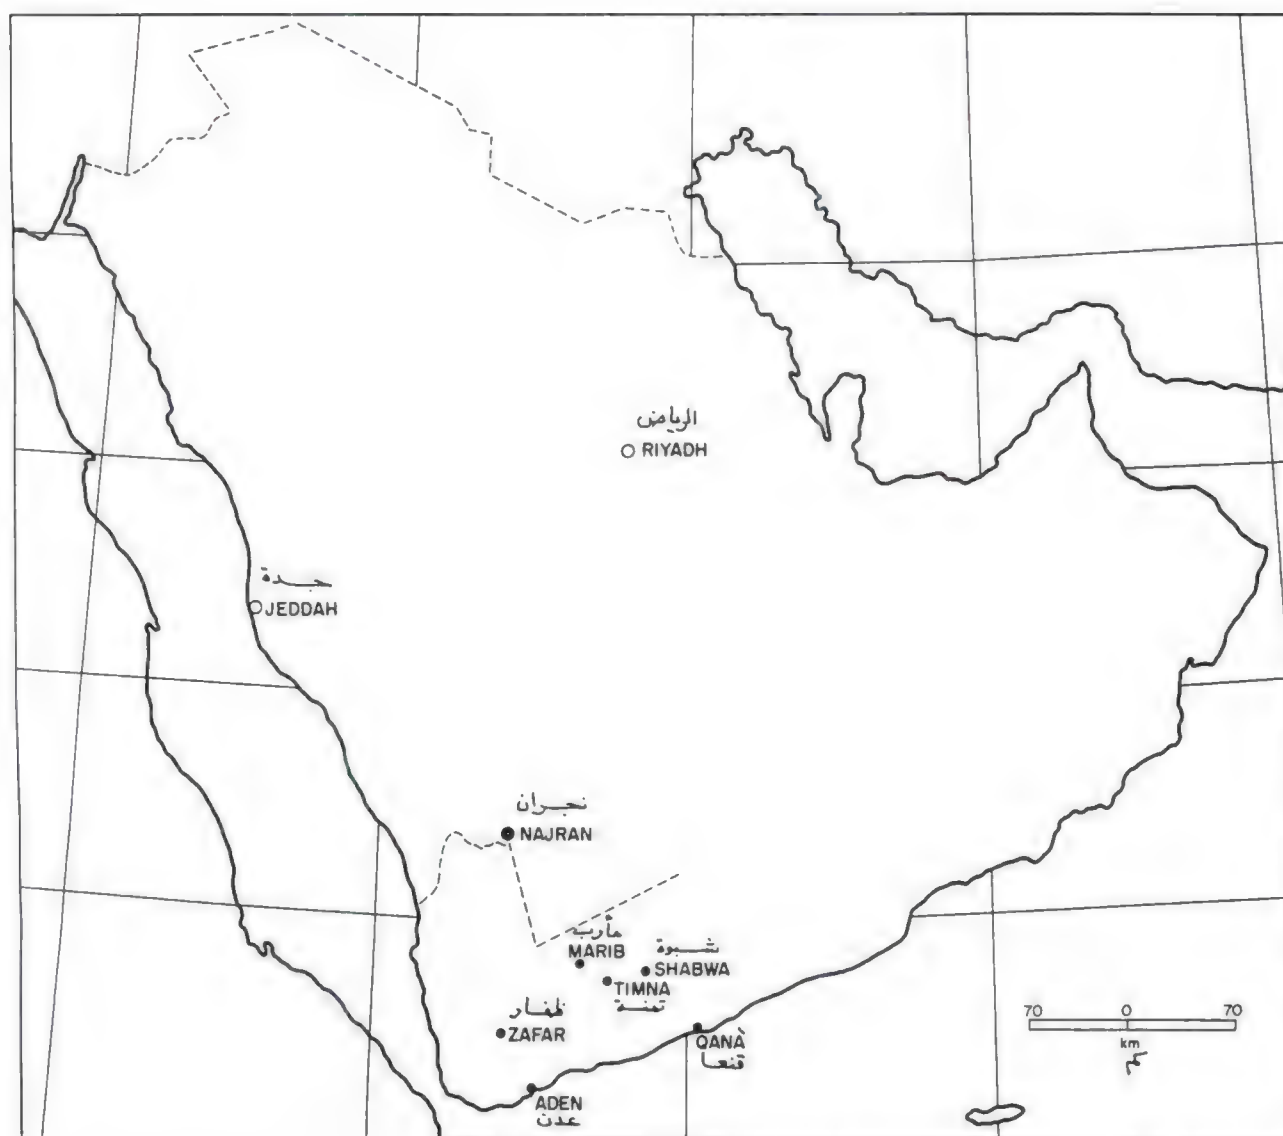 الرياض
RIYADH
جدة
JEDDAH
نجران
NAJRAN
مأرب
MARIB
شبوة
SHABWA
TIMNA
تمنة
ظفار
ZAFAR
QANÀ
قنعا
ADEN
عدن
70 0 70
km
كم